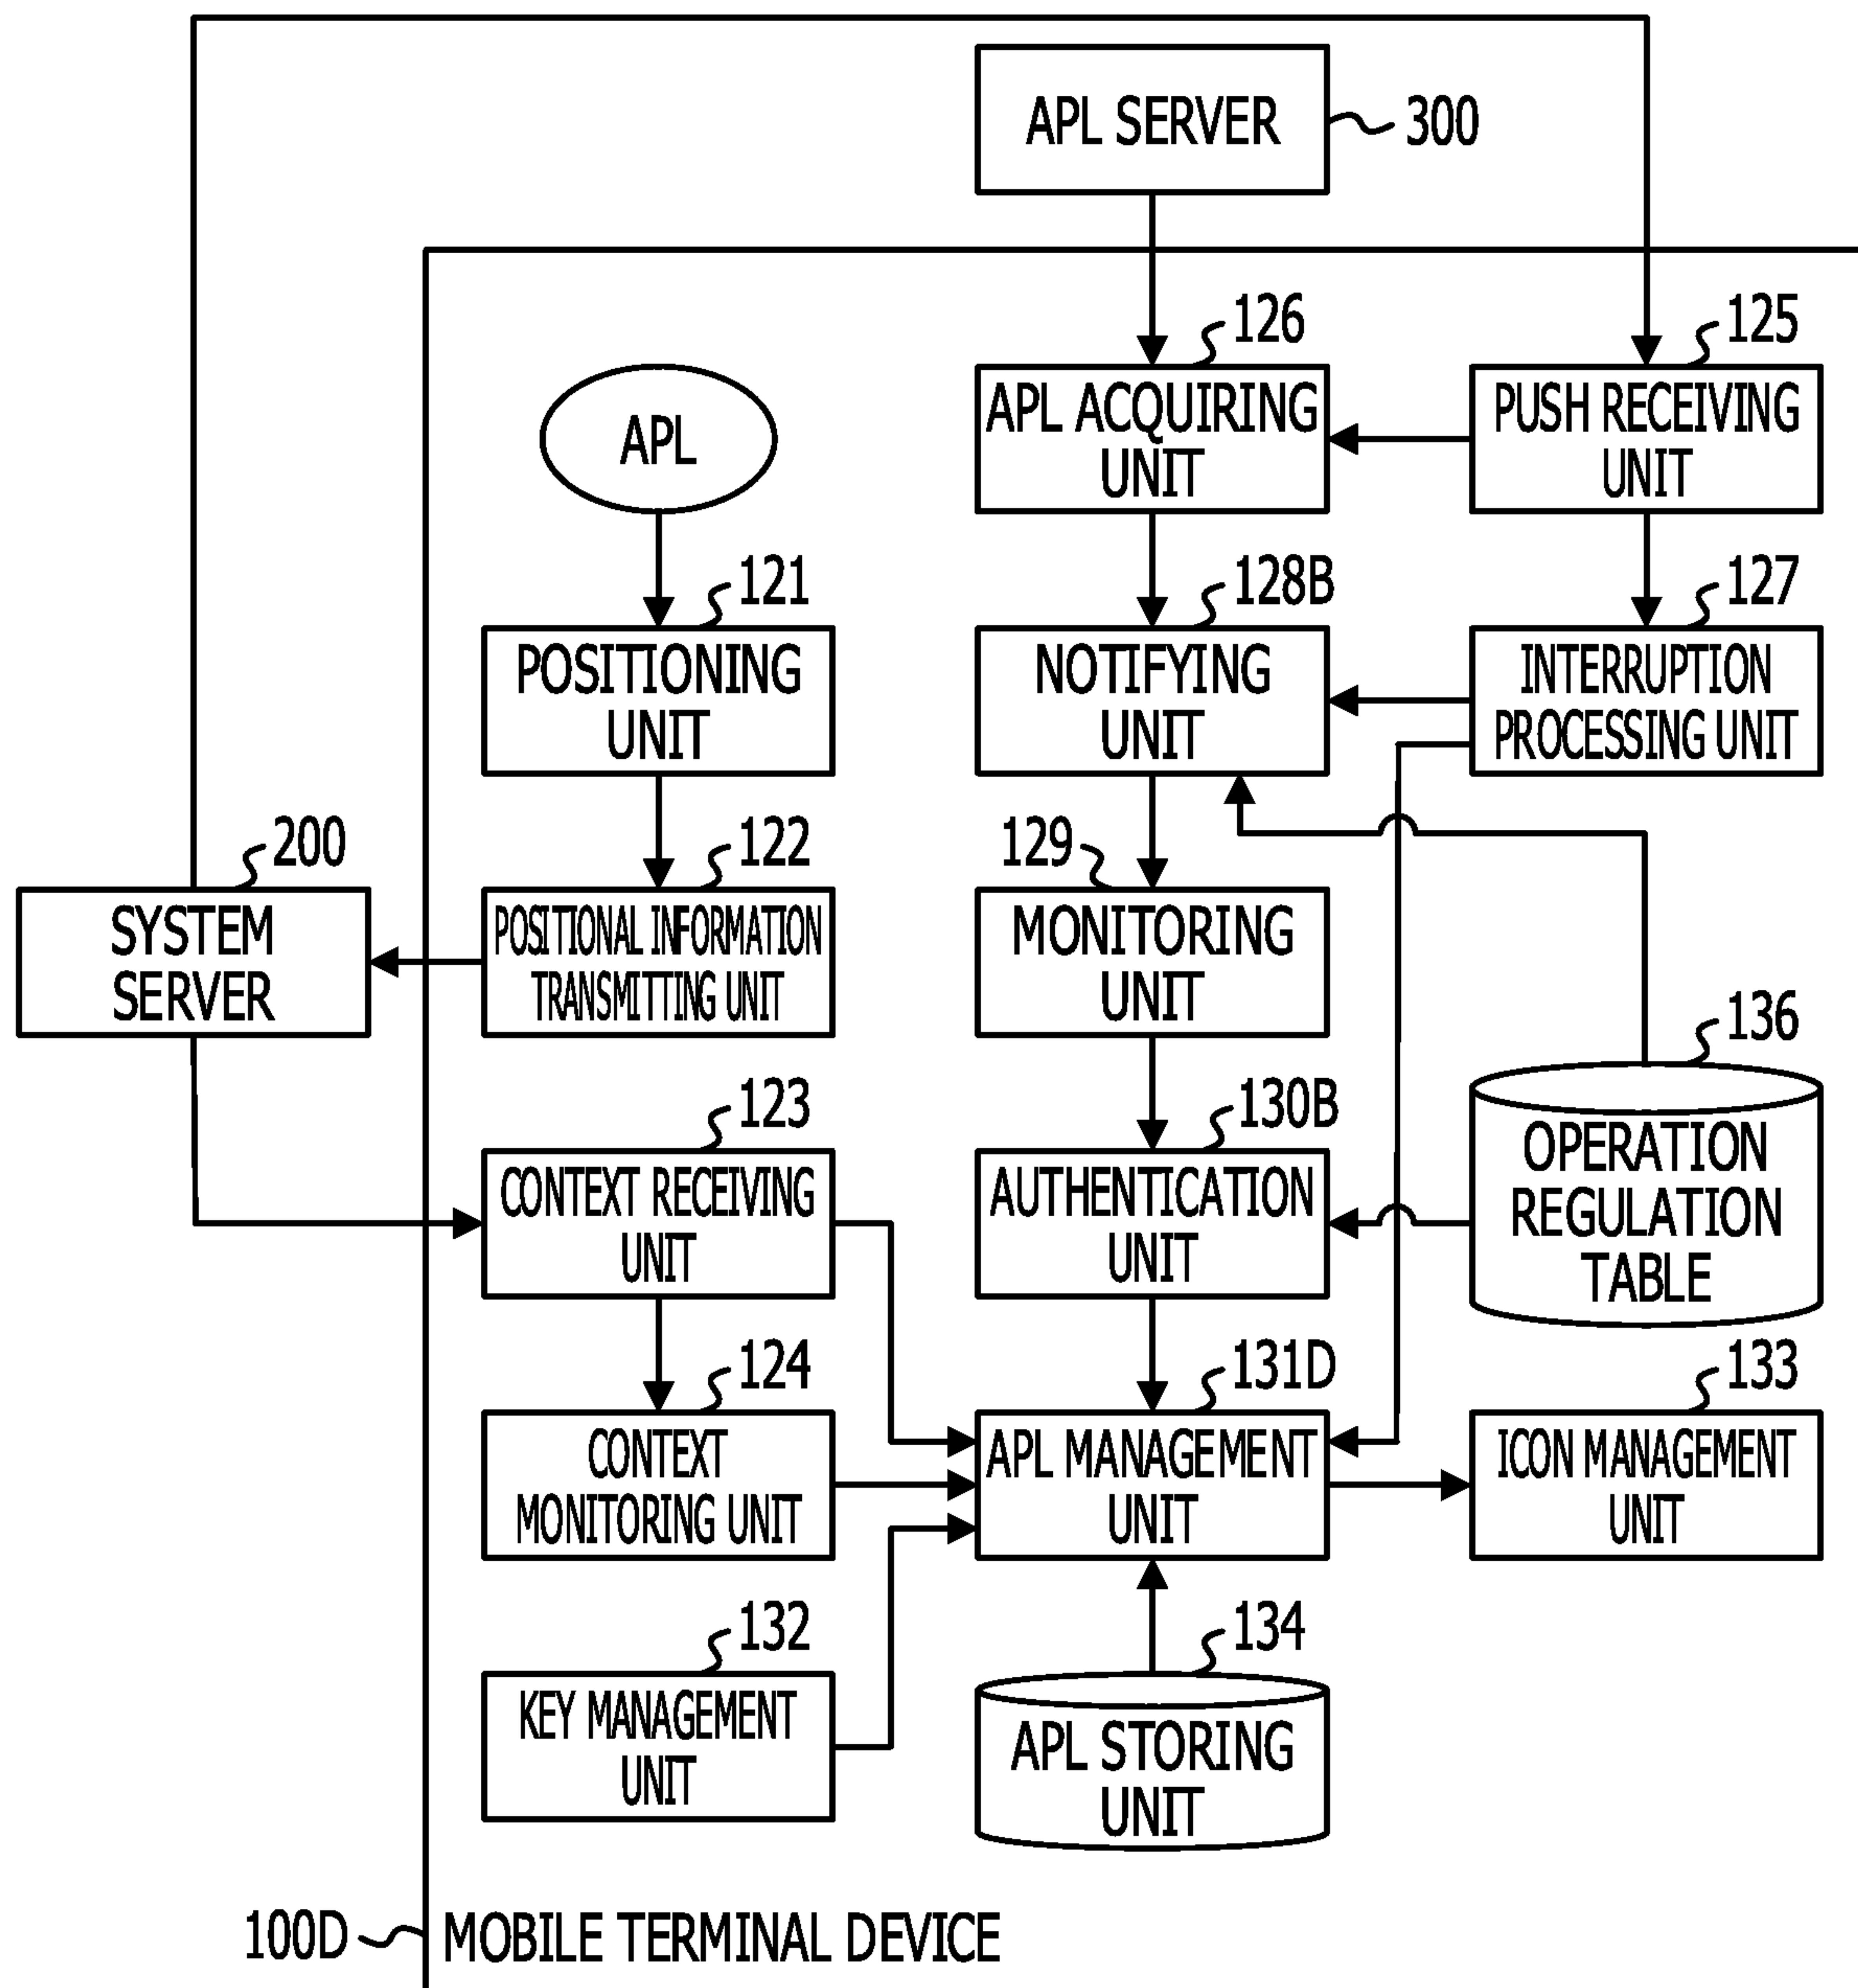 APL SERVER
300
126
125
APL
APL ACQUIRING
UNIT
PUSH RECEIVING
UNIT
121
128B
127
POSITIONING
UNIT
NOTIFYING
UNIT
INTERRUPTION
PROCESSING UNIT
200
122
129
SYSTEM
SERVER
POSITIONAL INFORMATION
TRANSMITTING UNIT
MONITORING
UNIT
136
123
130B
CONTEXT RECEIVING
UNIT
AUTHENTICATION
UNIT
OPERATION
REGULATION
TABLE
124
131D
133
CONTEXT
MONITORING UNIT
APL MANAGEMENT
UNIT
ICON MANAGEMENT
UNIT
132
134
KEY MANAGEMENT
UNIT
APL STORING
UNIT
100D
MOBILE TERMINAL DEVICE